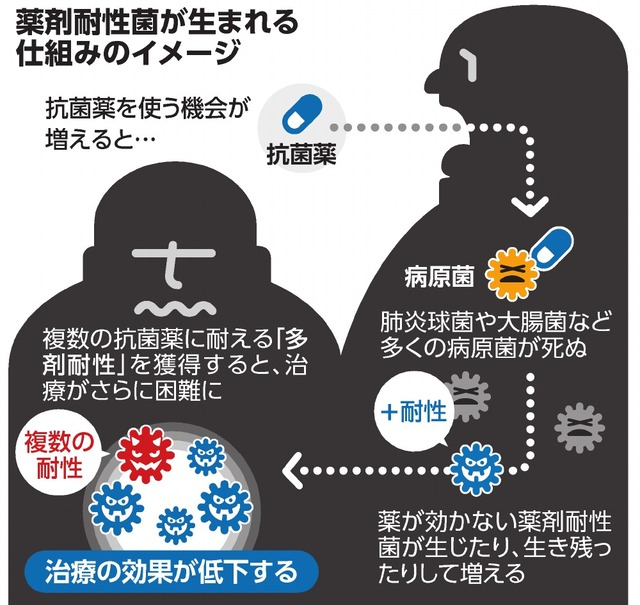 薬剤耐性菌が生まれる
仕組みのイメージ
抗菌薬を使う機会が
増えると…
抗菌薬
病原菌
肺炎球菌や大腸菌など
多くの病原菌が死ぬ
+耐性
薬が効かない薬剤耐性
菌が生じたり、生き残っ
たりして増える
複数の抗菌薬に耐える「多
剤耐性」を獲得すると、治
療がさらに困難に
複数の
耐性
治療の効果が低下する